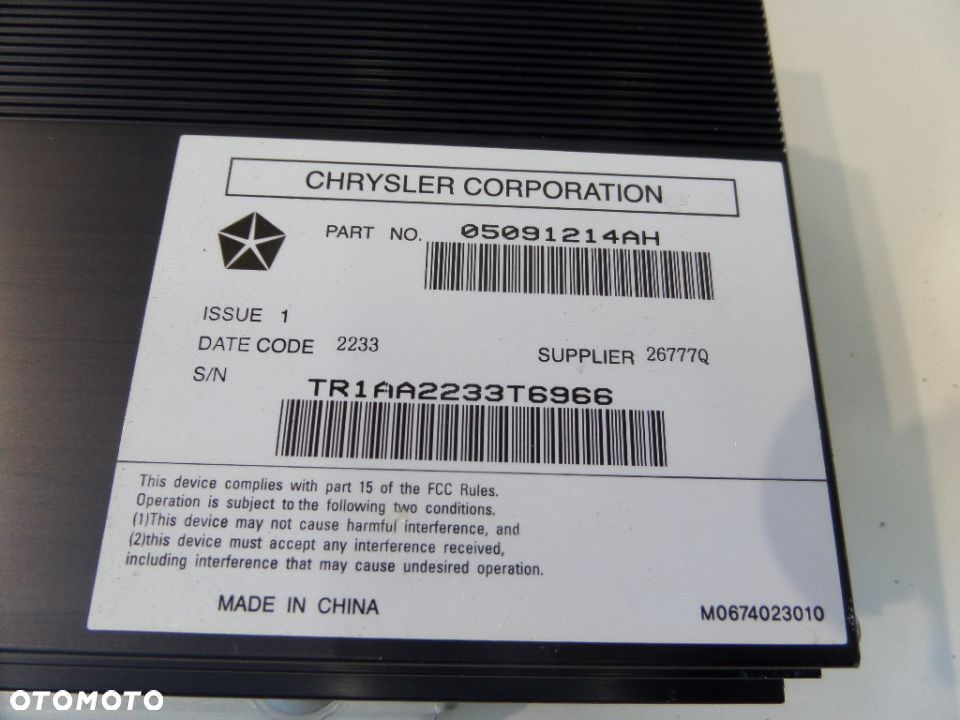 CHRYSLER CORPORATION
PART NO. 05091214AH
ISSUE 1
DATE CODE 2233 SUPPLIER 26777Q
S/N TR1AA2233T6966
This device complies with part 15 of the FCC Rules.
Operation is subject to the following two conditions.
(1)This device may not cause harmful interference, and
(2)this device must accept any interference received,
including interference that may cause undesired operation.
MADE IN CHINA M0674023010
OTOMOTO